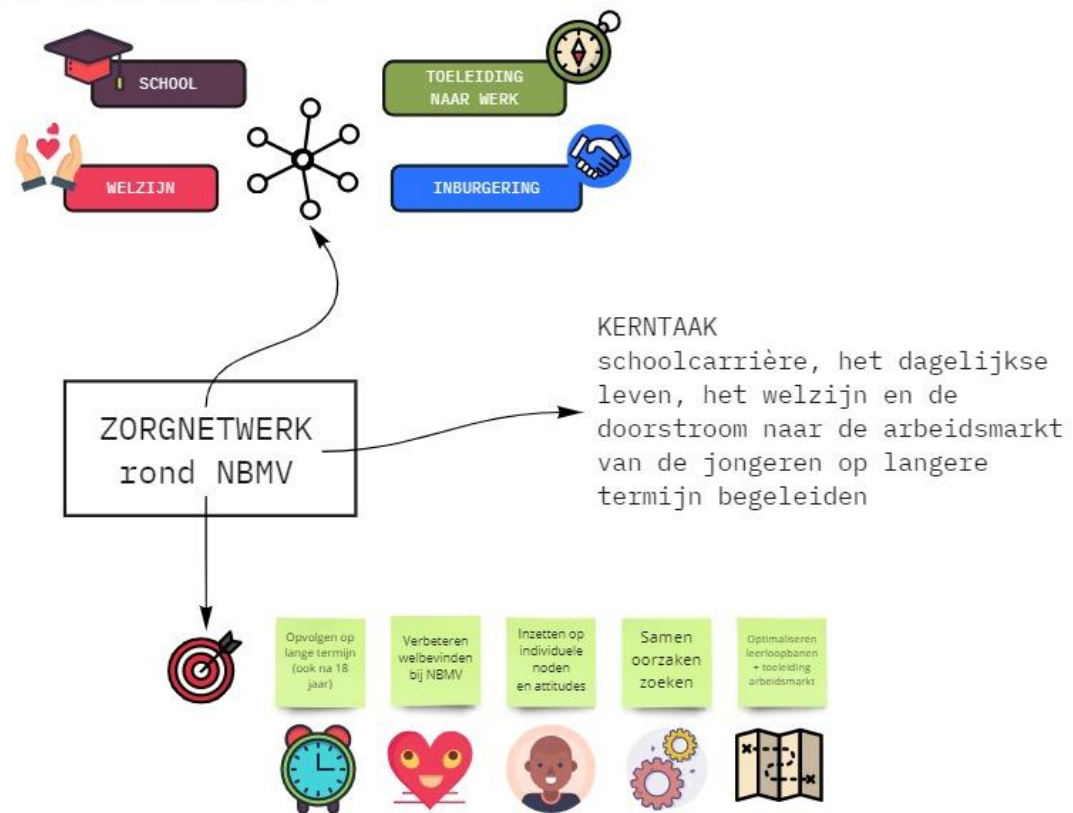 SCHOOL
TOELEIDING
NAAR WERK
WELZIJN
INBURGERING
KERNTAAK
schoolcarrière, het dagelijkse
leven, het welzijn en de
doorstroom naar de arbeidsmarkt
van de jongeren op langere
termijn begeleiden
ZORGNETWERK
rond NBMV
Opvolgen op
lange termijn
(ook na 18
jaar)
Verbeteren
welbevinden
bij NBMV
Inzetten op
individuele
noden
en attitudes
Samen
oorzaken
zoeken
Optimaliseren
leerloopbanen
+ toeleiding
arbeidsmarkt